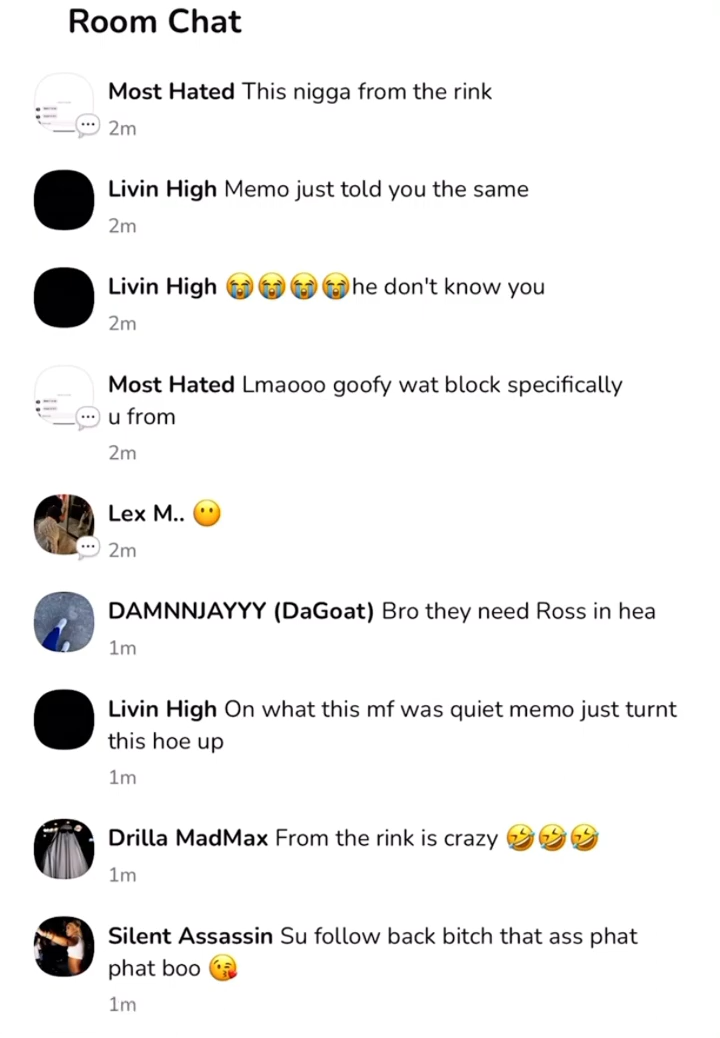 Room Chat
Most Hated This nigga from the rink
2m
Livin High Memo just told you the same
2m
Livin High 😭😭😭😭he don't know you
2m
Most Hated Lmaooo goofy wat block specifically
u from
2m
Lex M.. 😶
2m
DAMNNJAYYY (DaGoat) Bro they need Ross in hea
1m
Livin High On what this mf was quiet memo just turnt
this hoe up
1m
Drilla MadMax From the rink is crazy 🤣🤣🤣
1m
Silent Assassin Su follow back bitch that ass phat
phat boo 😘
1m